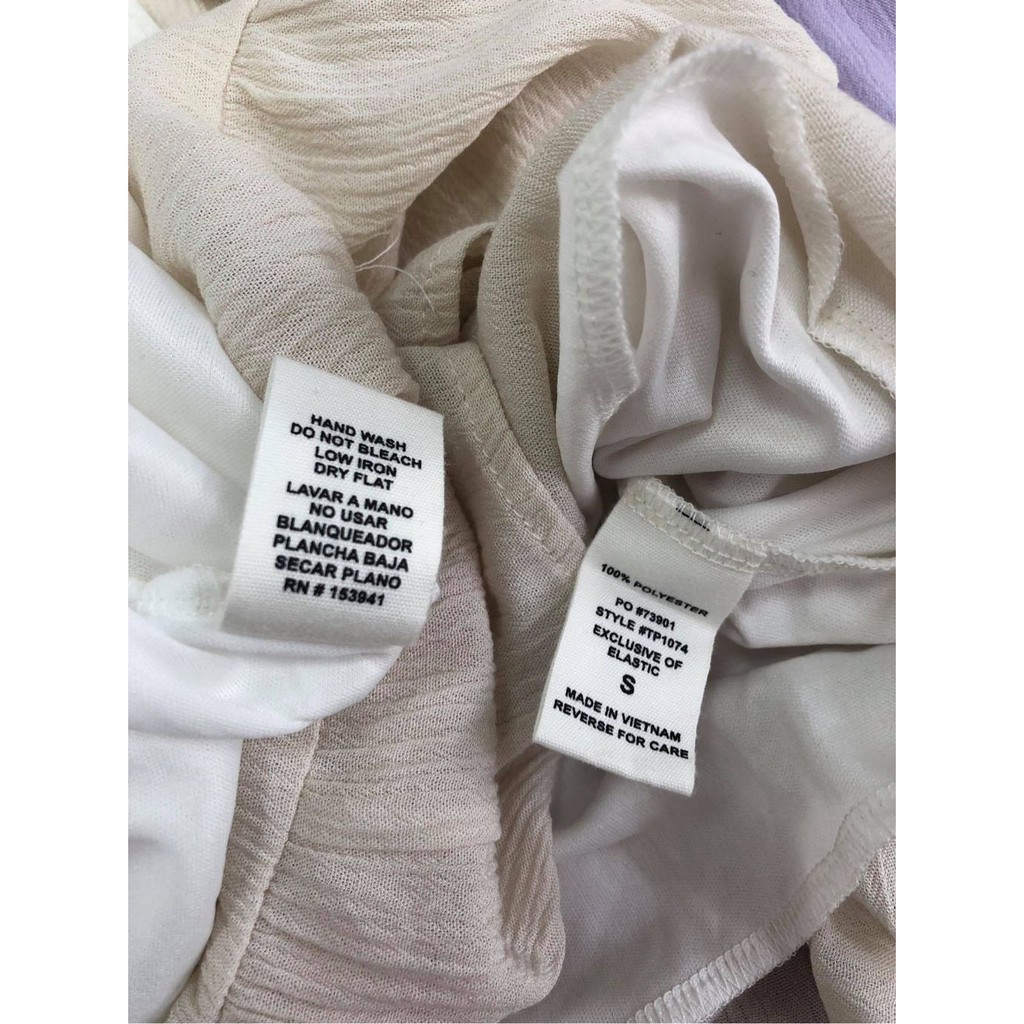 HAND WASH
DO NOT BLEACH
LOW IRON
DRY FLAT
LAVAR A MANO
NO USAR
BLANQUEADOR
PLANCHA BAJA
SECAR PLANO
RN # 153941
100% POLYESTER
PO #73901
STYLE #TP1074
EXCLUSIVE OF
ELASTIC
S
MADE IN VIETNAM
REVERSE FOR CARE